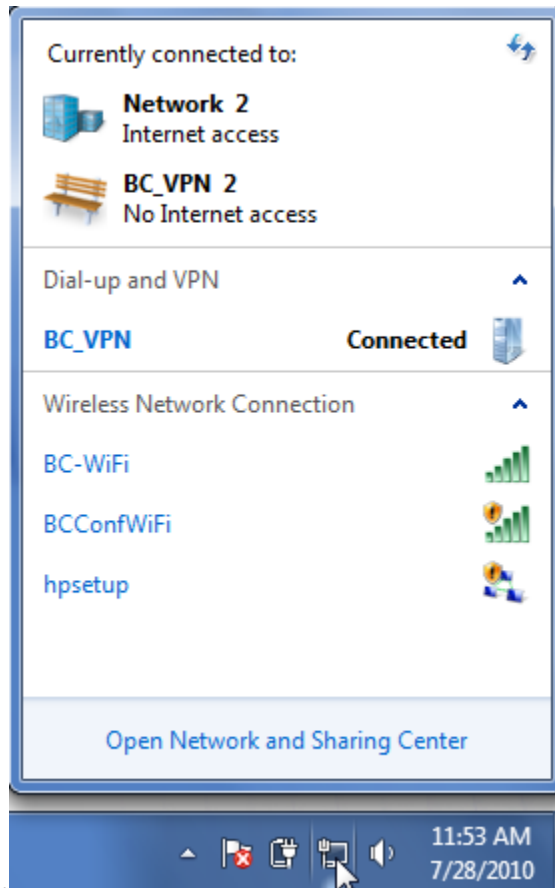 Currently connected to:
Network 2
Internet access
BC_VPN 2
No Internet access
Dial-up and VPN
BC_VPN Connected
Wireless Network Connection
BC-WiFi
BCConfWiFi
hpsetup
Open Network and Sharing Center
11:53 AM
7/28/2010